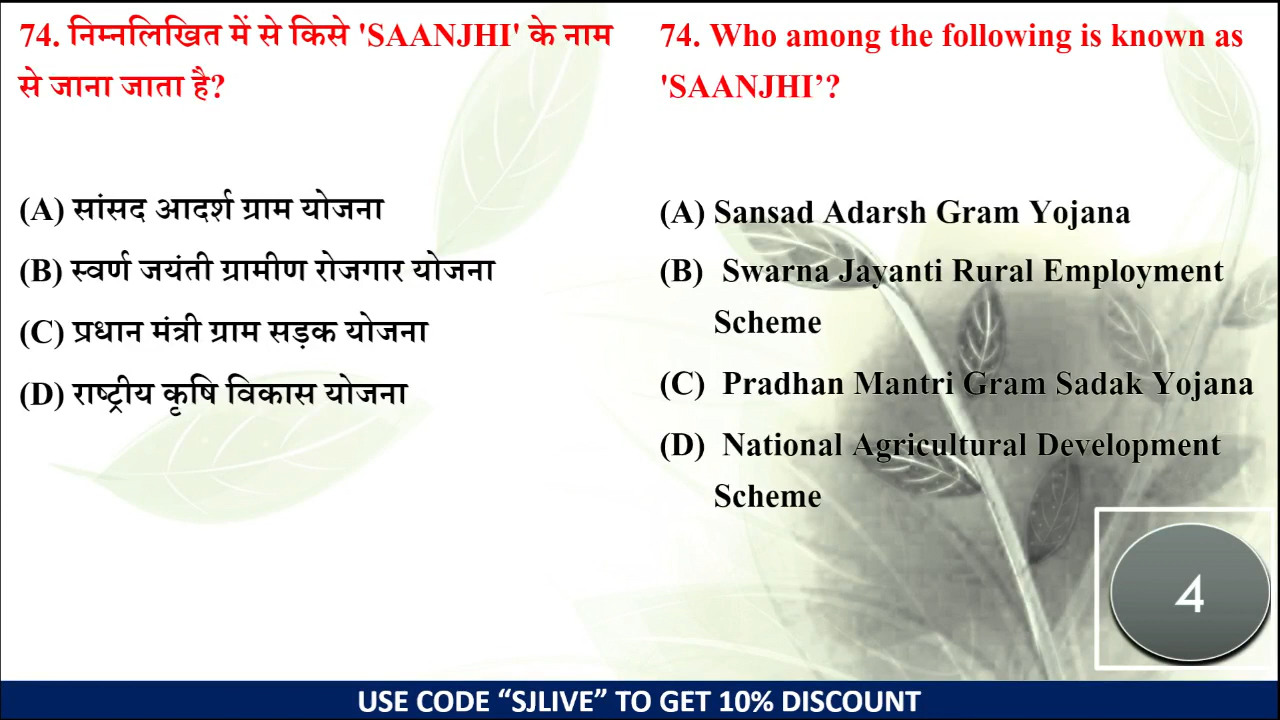 74. निम्नलिखित में से किसे 'SAANJHI' के नाम
से जाना जाता है?
(A) सांसद आदर्श ग्राम योजना
(B) स्वर्ण जयंती ग्रामीण रोजगार योजना
(C) प्रधान मंत्री ग्राम सड़क योजना
(D) राष्ट्रीय कृषि विकास योजना
74. Who among the following is known as
'SAANJHI’?
(A) Sansad Adarsh Gram Yojana
(B) Swarna Jayanti Rural Employment
Scheme
(C) Pradhan Mantri Gram Sadak Yojana
(D) National Agricultural Development
Scheme
4
USE CODE “SJLIVE” TO GET 10% DISCOUNT